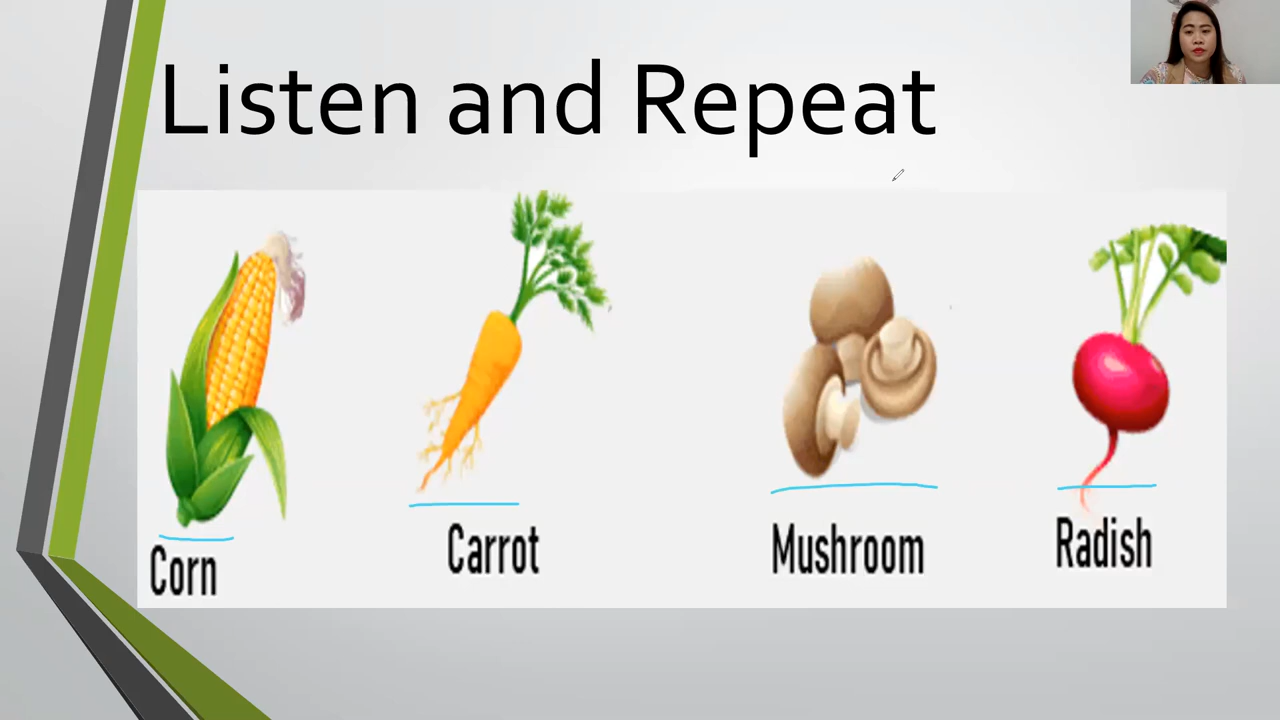 Listen and Repeat
Corn
Carrot
Mushroom
Radish